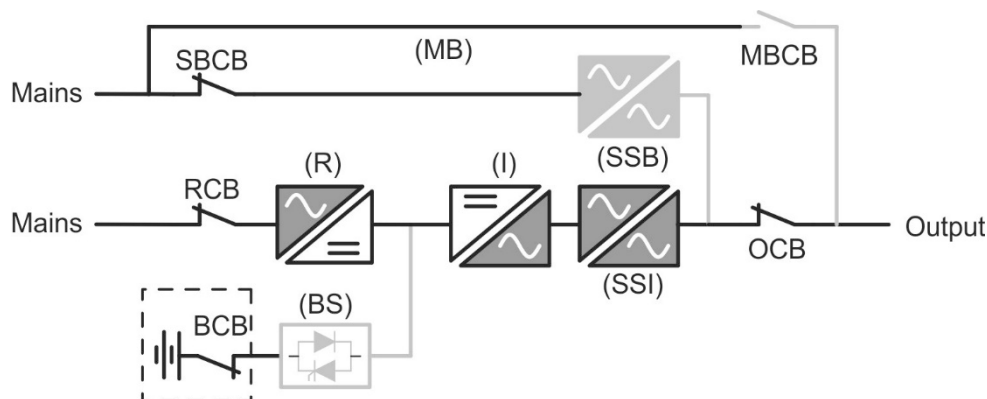 (MB)
MBCB
SBCB
Mains
(SSB)
(R)
(I)
RCB
Mains
Output
OCB
(SSI)
(BS)
BCB